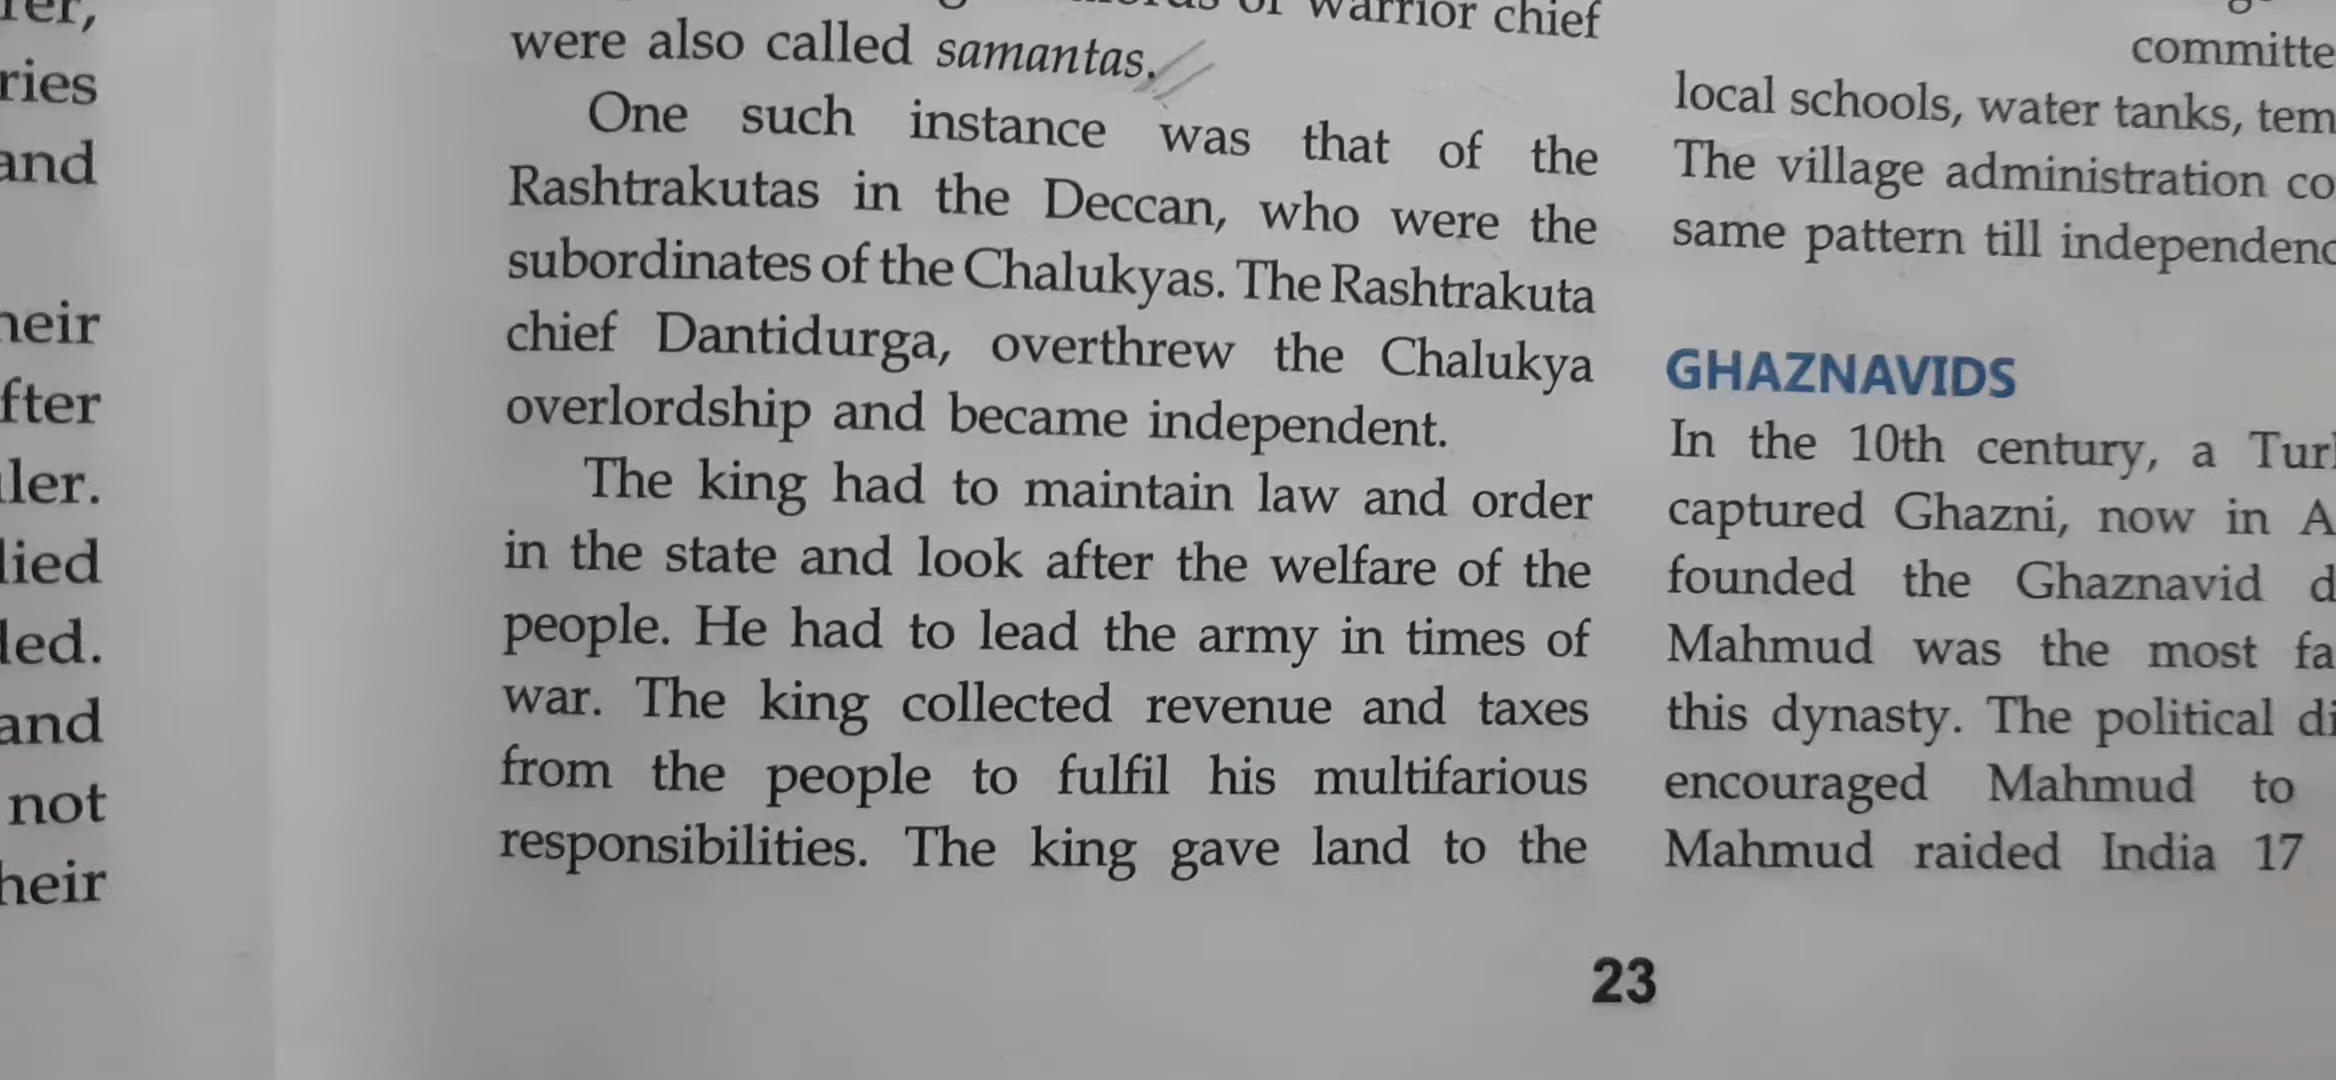 ries
and
warrior chief
were also called samantas.
One such instance was that of the
Rashtrakutas in the Deccan, who were the
subordinates of the Chalukyas. The Rashtrakuta
chief Dantidurga, overthrew the Chalukya
overlordship and became independent.
The king had to maintain law and order
in the state and look after the welfare of the
people. He had to lead the army in times of
war. The king collected revenue and taxes
from the people to fulfil his multifarious
responsibilities. The king gave land to the
local schools, water tanks,
The village administration
same pattern till
GHAZNAVIDS
In the 10th century, a
captured Ghazni, now in
founded the Ghaznavid
Mahmud was the most
this dynasty. The political
encouraged Mahmud to
Mahmud raided India 17
and
not
23